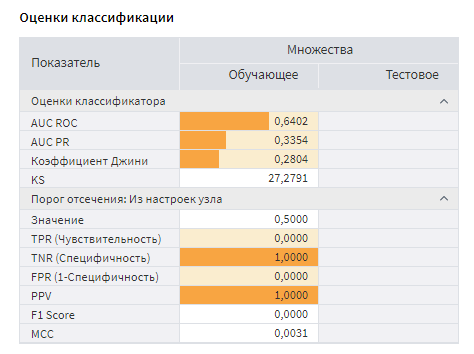 Оценки классификации
Показатель
Множества
Обучающее Тестовое
Оценки классификатора
AUC ROC 0,6402
AUC PR 0,3354
Коэффициент Джини 0,2804
KS 27,2791
Порог отсечения: Из настроек узла
Значение 0,5000
TPR (Чувствительность) 0,0000
TNR (Специфичность) 1,0000
FPR (1-Специфичность) 0,0000
PPV 1,0000
F1 Score 0,0000
MCC 0,0031